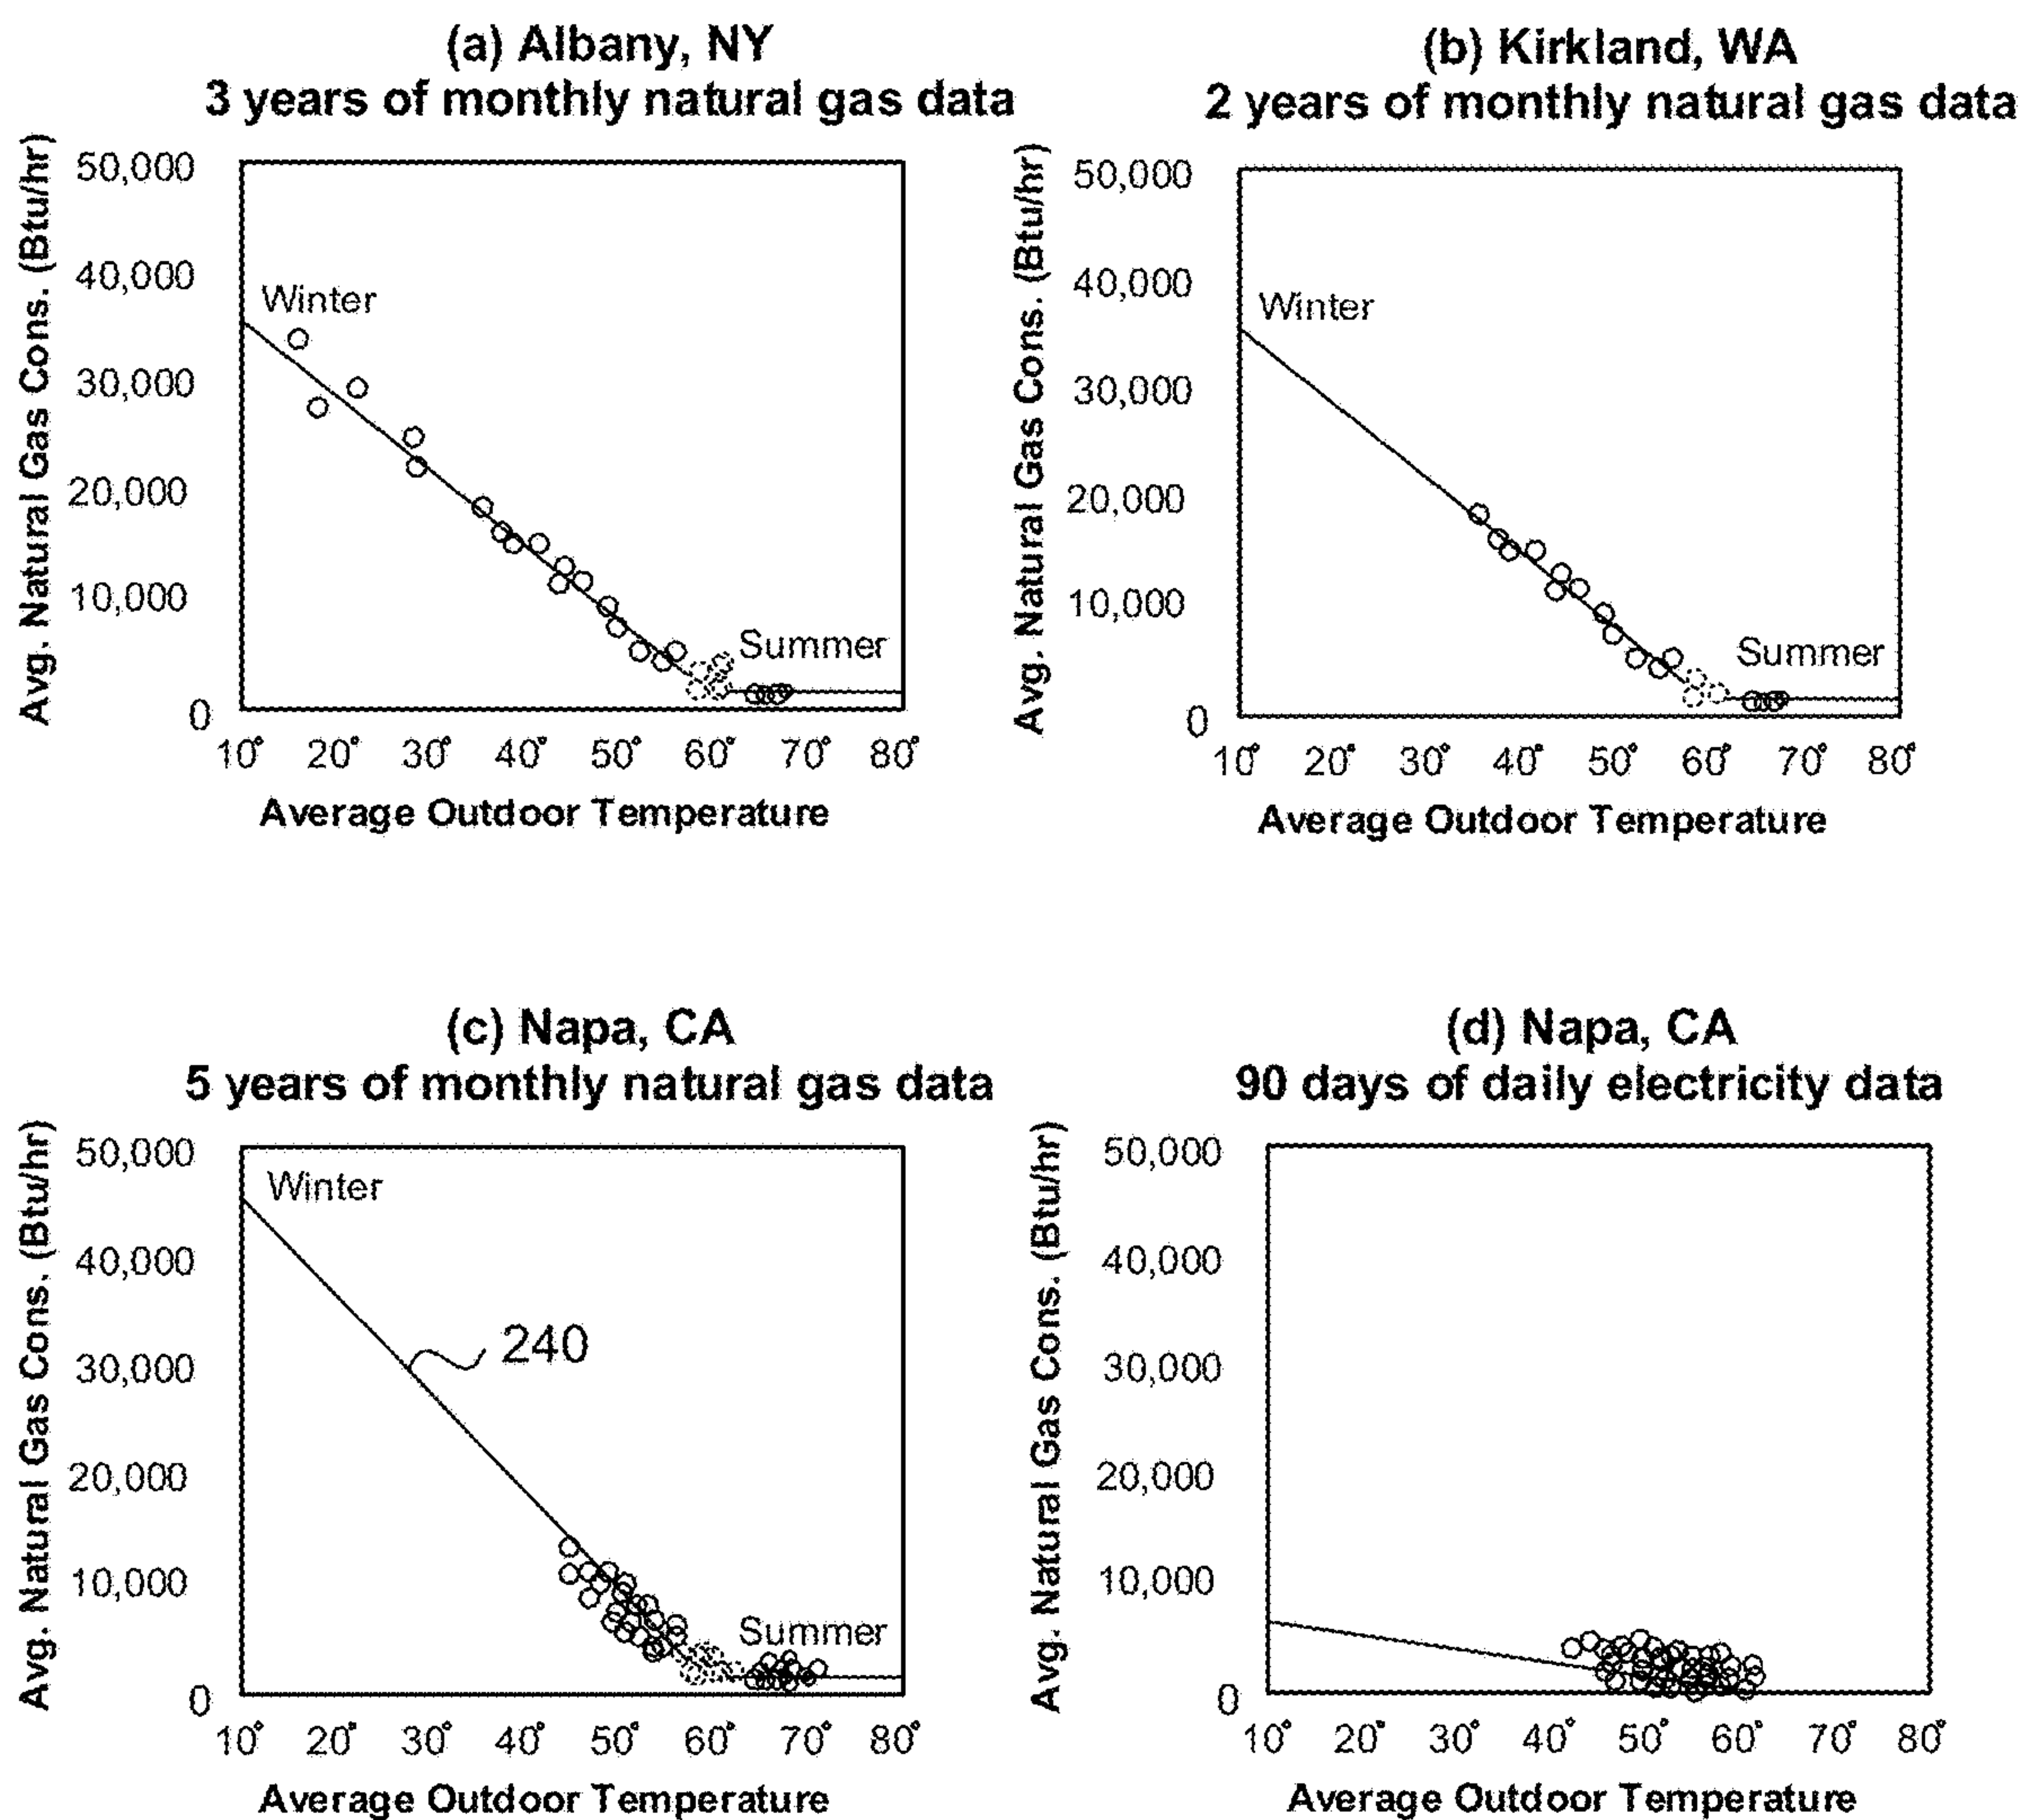 (a) Albany, NY
3 years of monthly natural gas data
Avg. Natural Gas Cons. (Btu/hr)
50,000
40,000
30,000
20,000
10,000
0
Winter
Summer
10° 20° 30° 40° 50° 60° 70° 80°
Average Outdoor Temperature
(b) Kirkland, WA
2 years of monthly natural gas data
Avg. Natural Gas Cons. (Btu/hr)
50,000
40,000
30,000
20,000
10,000
0
Winter
Summer
10° 20° 30° 40° 50° 60° 70° 80°
Average Outdoor Temperature
(c) Napa, CA
5 years of monthly natural gas data
Avg. Natural Gas Cons. (Btu/hr)
50,000
40,000
30,000
20,000
10,000
0
Winter
240
Summer
10° 20° 30° 40° 50° 60° 70° 80°
Average Outdoor Temperature
(d) Napa, CA
90 days of daily electricity data
Avg. Natural Gas Cons. (Btu/hr)
50,000
40,000
30,000
20,000
10,000
0
10° 20° 30° 40° 50° 60° 70° 80°
Average Outdoor Temperature